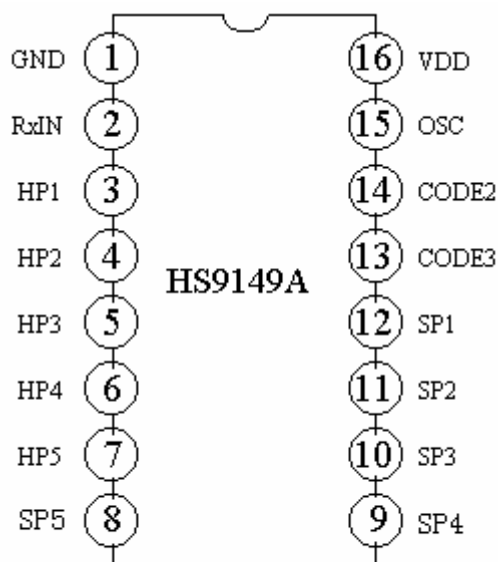 GND 1 16 VDD
RxIN 2 15 OSC
HP1 3 14 CODE2
HP2 4 13 CODE3
HS9149A
HP3 5 12 SP1
HP4 6 11 SP2
HP5 7 10 SP3
SP5 8 9 SP4